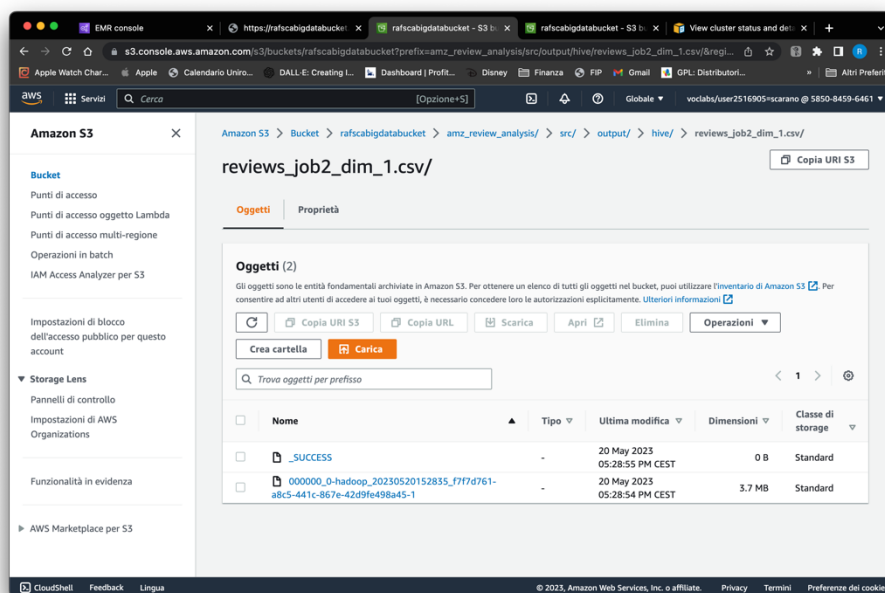 EMR console
https://rafscabigdatabucket
rafscabigdatabucket - S3 b
rafscabigdatabucket - S3 bu
View cluster status and deta
s3.console.aws.amazon.com/s3/buckets/rafscabigdatabucket?prefix=amz_review_analysis/src/output/hive/reviews_job2_dim_1.csv/&regi...
Apple Watch Char...
Apple
Calendario Uniro...
DALL·E: Creating I...
Dashboard | Profit...
Disney
Finanza
FIP
Gmail
GPL: Distributori...
»
Altri Preferiti
aws
Servizi
Cerca
[Opzione+S]
Globale
voclabs/user2516905=scarano @ 5850-8459-6461
Amazon S3
Bucket
Punti di accesso
Punti di accesso oggetto Lambda
Punti di accesso multi-regione
Operazioni in batch
IAM Access Analyzer per S3
Impostazioni di blocco
dell'accesso pubblico per questo
account
Storage Lens
Pannelli di controllo
Impostazioni di AWS
Organizations
Funzionalità in evidenza
AWS Marketplace per S3
Amazon S3 > Bucket > rafscabigdatabucket > amz_review_analysis/ > src/ > output/ > hive/ > reviews_job2_dim_1.csv/
reviews_job2_dim_1.csv/
Copia URI S3
Oggetti
Proprietà
Oggetti (2)
Gli oggetti sono le entità fondamentali archiviate in Amazon S3. Per ottenere un elenco di tutti gli oggetti nel bucket, puoi utilizzare l'inventario di Amazon S3. Per
consentire ad altri utenti di accedere ai tuoi oggetti, è necessario concedere loro le autorizzazioni esplicitamente. Ulteriori informazioni
Copia URI S3
Copia URL
Scarica
Apri
Elimina
Operazioni
Crea cartella
Carica
Trova oggetti per prefisso
1
Nome
Tipo
Ultima modifica
Dimensioni
Classe di
storage
_SUCCESS
-
20 May 2023
05:28:55 PM CEST
0 B
Standard
000000_0-hadoop_20230520152835_f7f7d761-
a8c5-441c-867e-42d9fe498a45-1
-
20 May 2023
05:28:54 PM CEST
3.7 MB
Standard
CloudShell
Feedback
Lingua
© 2023, Amazon Web Services, Inc. o affiliate.
Privacy
Termini
Preferenze dei cookie